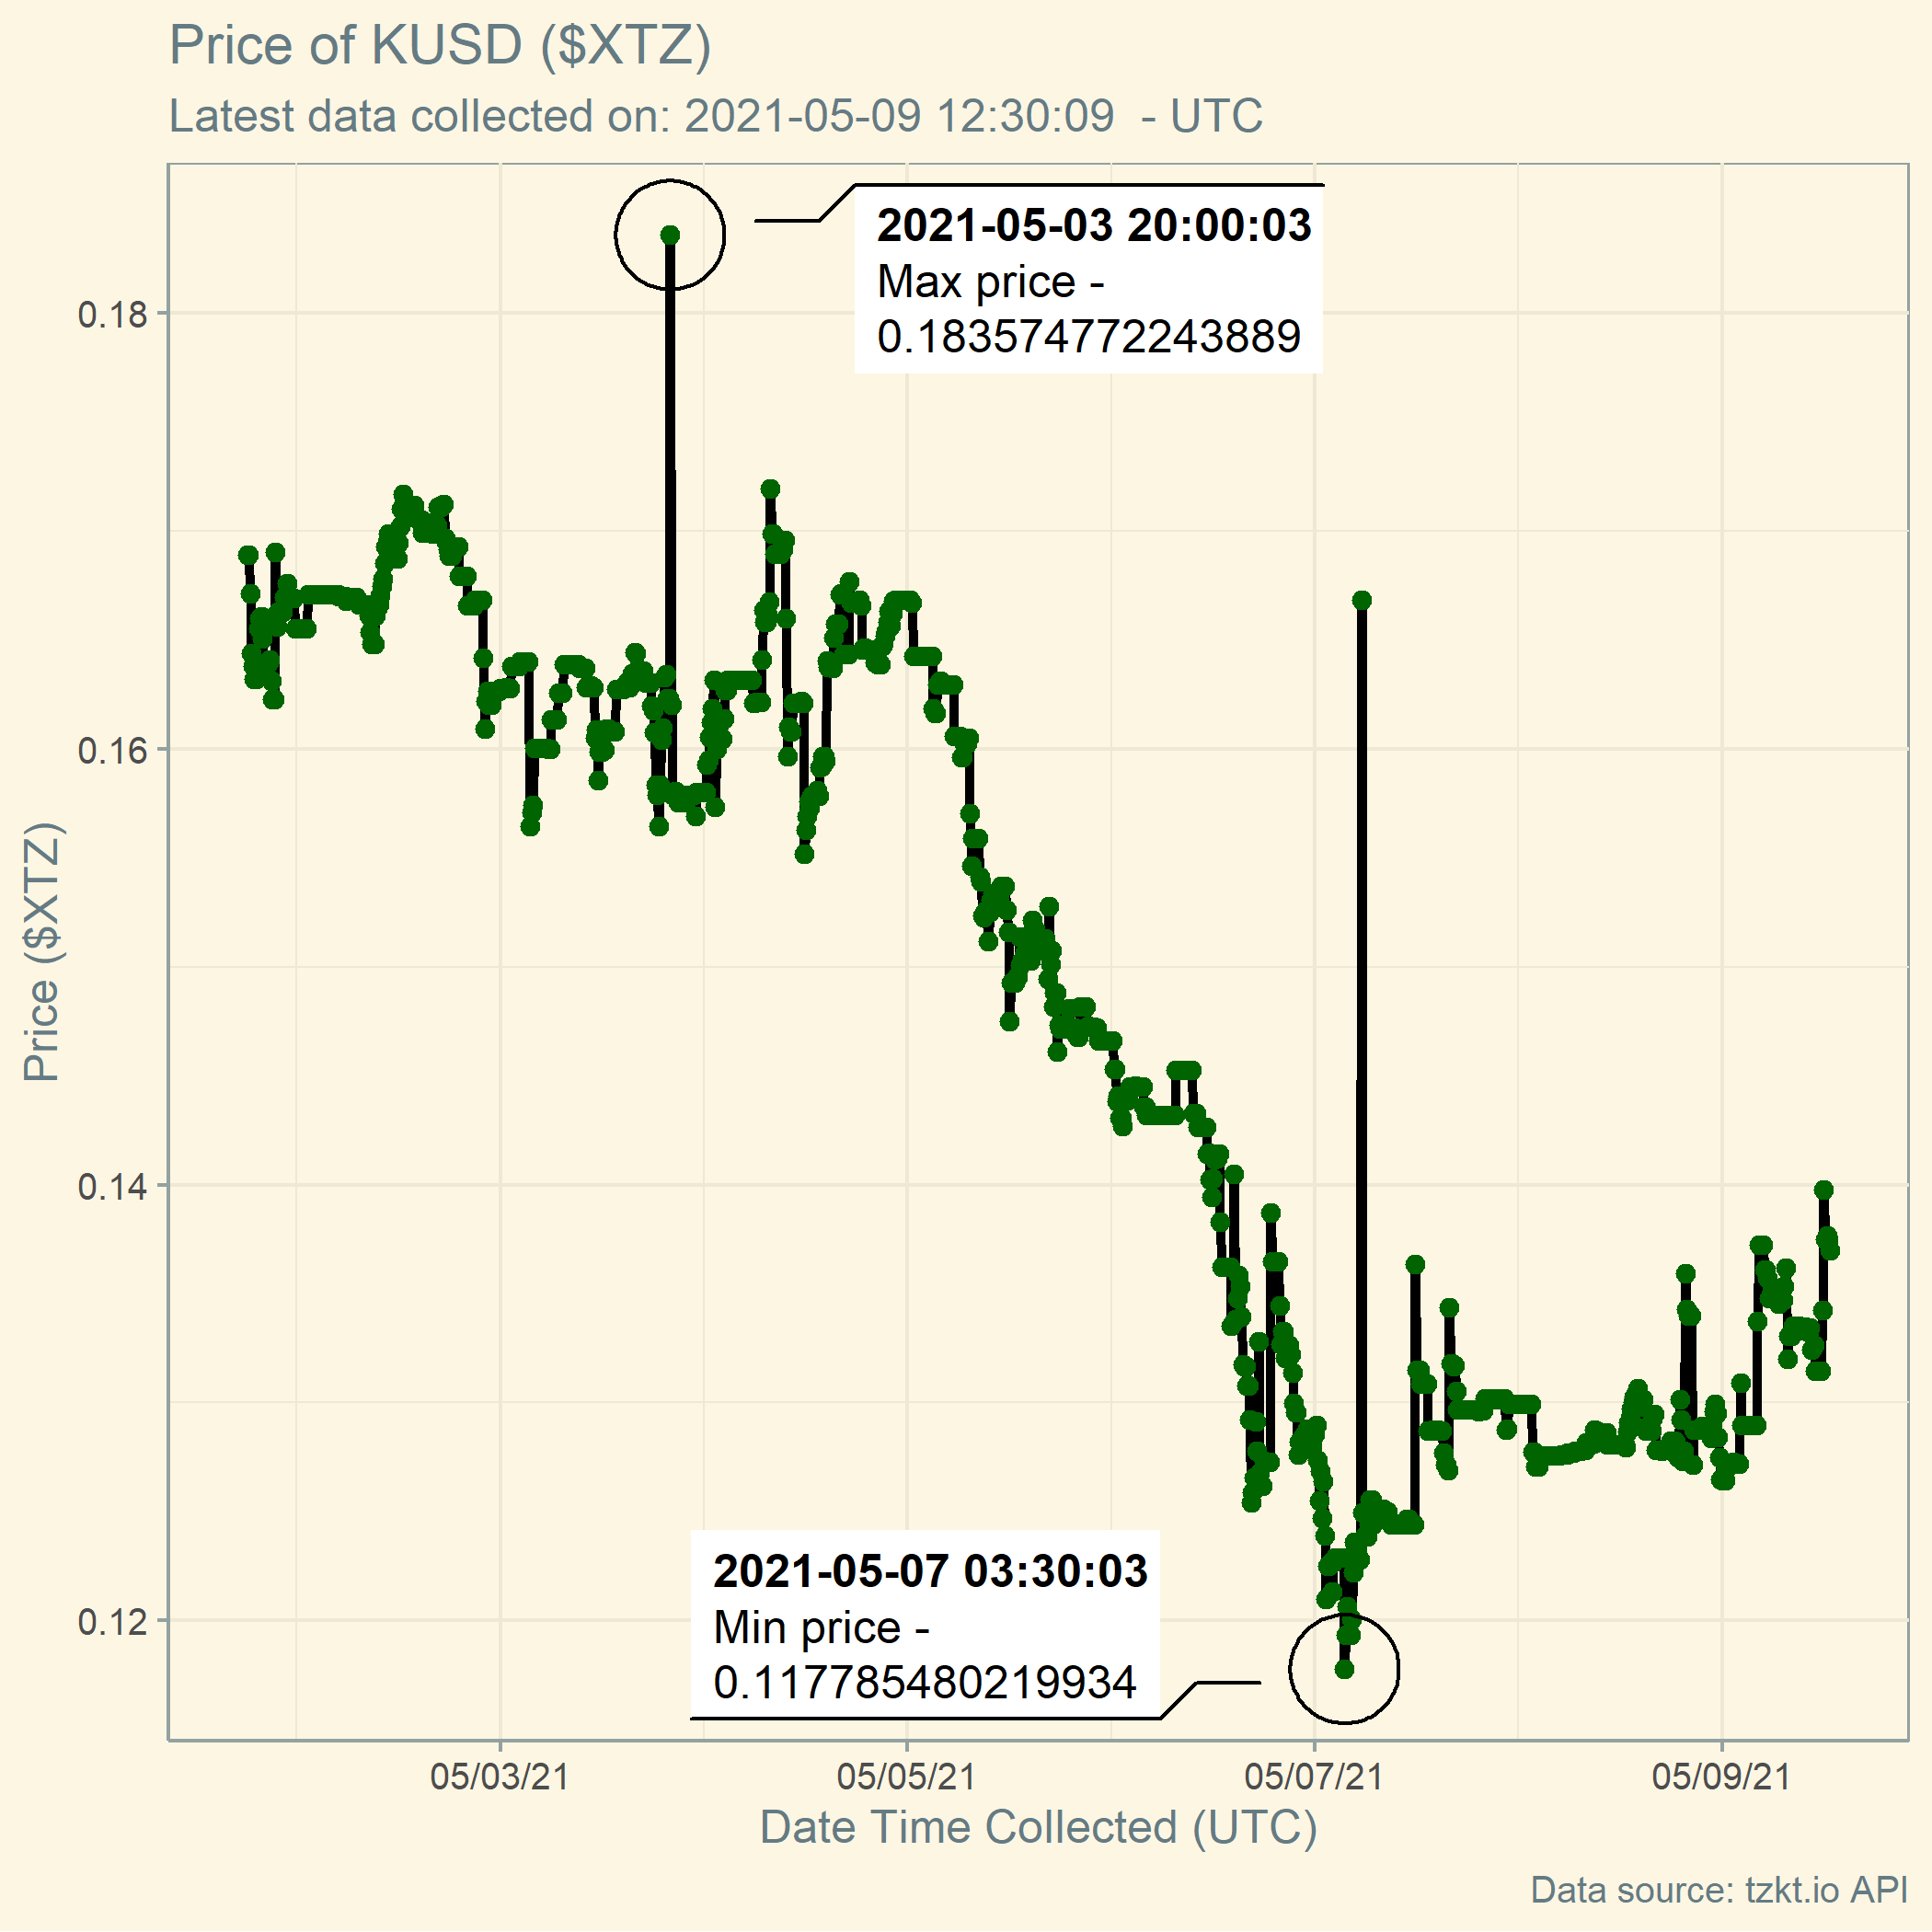 Price of KUSD ($XTZ)
Latest data collected on: 2021-05-09 12:30:09  - UTC
2021-05-03 20:00:03
Max price -
0.183574772243889
0.18
0.16
0.14
0.12
Price ($XTZ)
2021-05-07 03:30:03
Min price -
0.117785480219934
05/03/21
05/05/21
05/07/21
05/09/21
Date Time Collected (UTC)
Data source: tzkt.io API